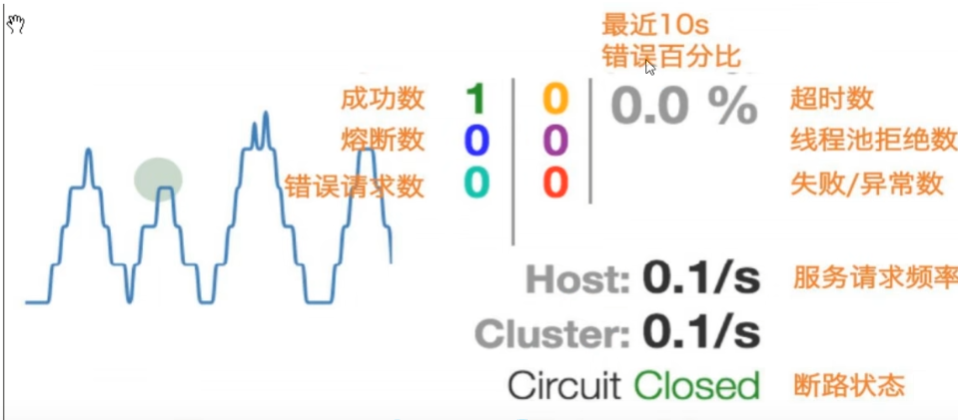 最近10s
错误百分比
成功数 1 0 0.0 % 超时数
熔断数 0 0 线程池拒绝数
错误请求数 0 0 失败/异常数
Host: 0.1/s 服务请求频率
Cluster: 0.1/s
Circuit Closed 断路状态